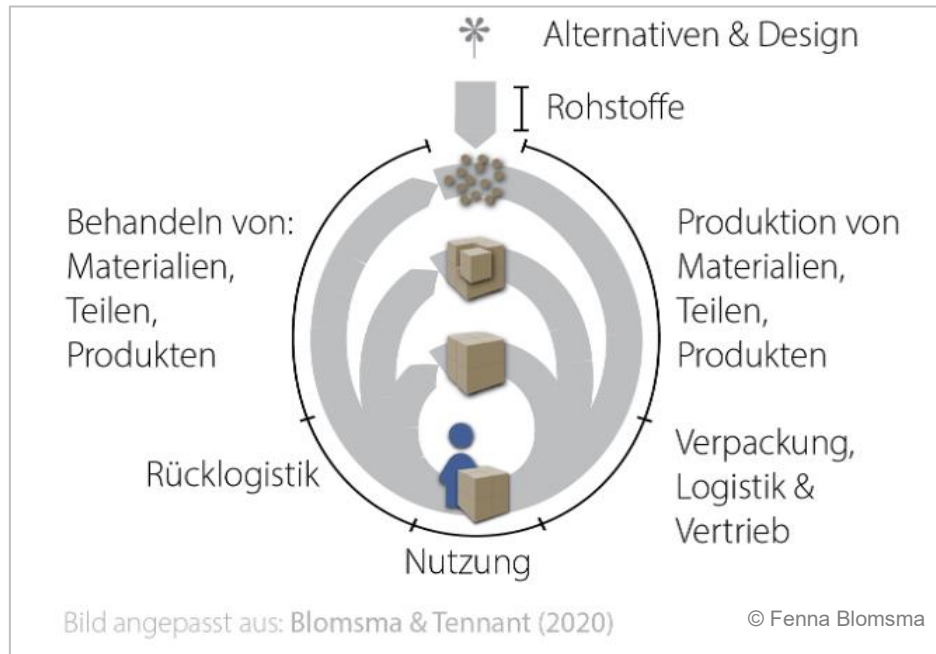 Alternativen & Design
Rohstoffe
Behandeln von:
Materialien,
Teilen,
Produkten
Produktion von
Materialien,
Teilen,
Produkten
Rücklogistik
Verpackung,
Logistik &
Vertrieb
Nutzung
Bild angepasst aus: Blomsma & Tennant (2020)
© Fenna Blomsma